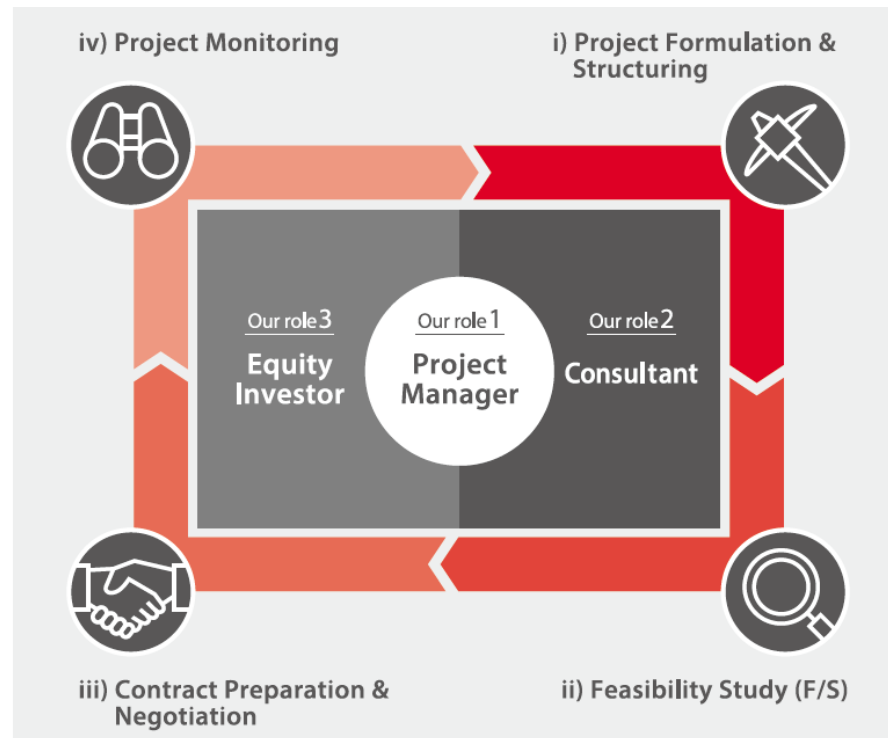 iv) Project Monitoring
i) Project Formulation &
Structuring
Our role 3
Equity
Investor
Our role 1
Project
Manager
Our role 2
Consultant
iii) Contract Preparation &
Negotiation
ii) Feasibility Study (F/S)